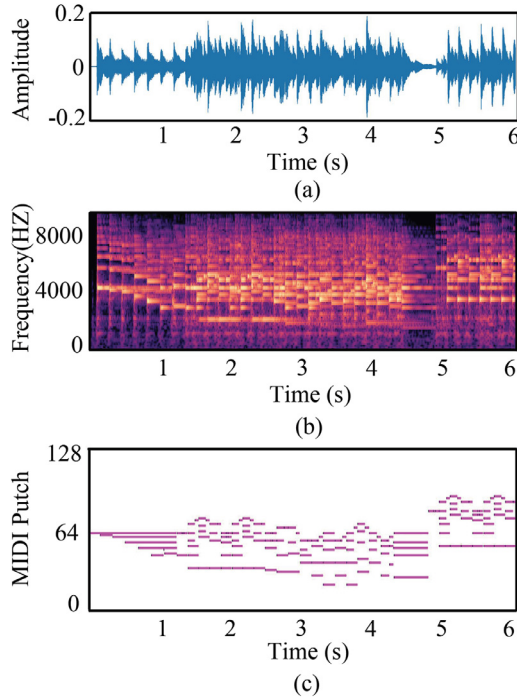 Amplitude
0.2
0
-0.2
1 2 3 4 5 6
Time (s)
(a)
Frequency(HZ)
8000
4000
0
1 2 3 4 5 6
Time (s)
(b)
MIDI Putch
128
64
0
1 2 3 4 5 6
Time (s)
(c)